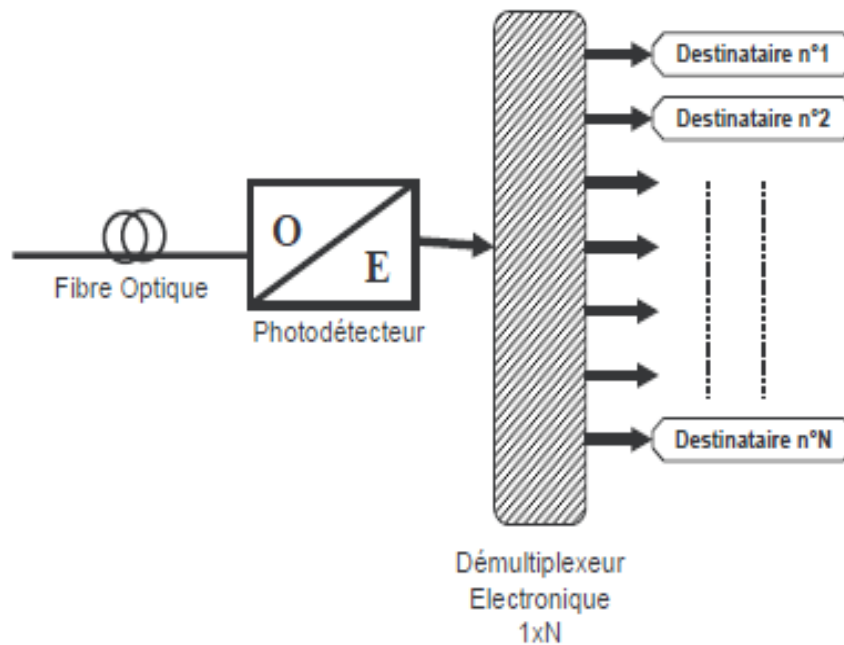 Destinataire n°1
Destinataire n°2
O
E
Fibre Optique
Photodétecteur
Destinataire n°N
Démultiplexeur
Electronique
1xN